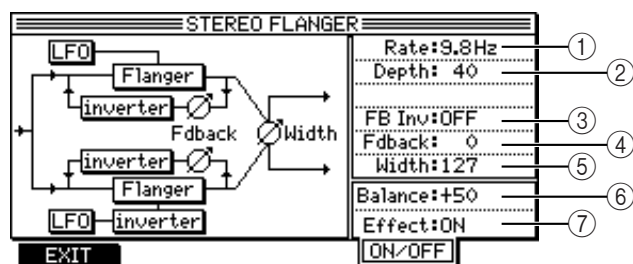 STEREO FLANGER
LFO
Flanger
inverter
Fdback
Width
inverter
Flanger
LFO
inverter
Rate:9.8Hz
Depth: 40
FB Inv:OFF
Fdback: 0
Width:127
Balance:+50
Effect:ON
EXIT
ON/OFF
①
②
③
④
⑤
⑥
⑦